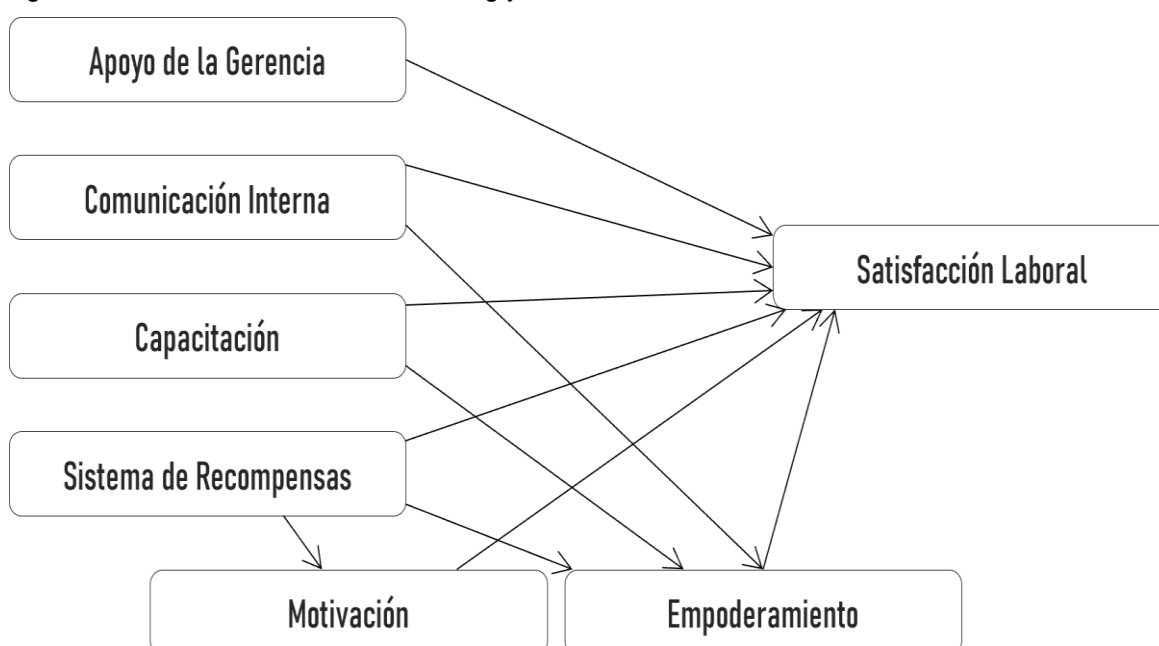 Apoyo de la Gerencia
Comunicación Interna
Satisfacción Laboral
Capacitación
Sistema de Recompensas
Motivación
Empoderamiento